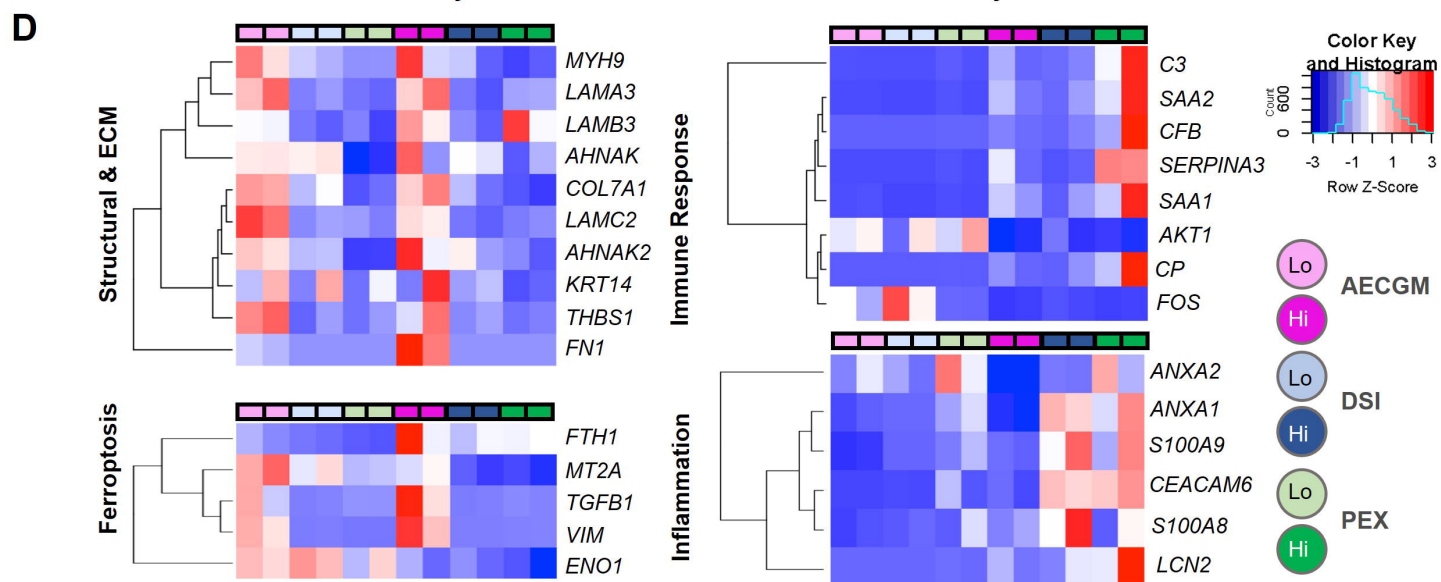 D
Structural & ECM
MYH9
LAMA3
LAMB3
AHNAK
COL7A1
LAMC2
AHNAK2
KRT14
THBS1
FN1
Ferroptosis
FTH1
MT2A
TGFB1
VIM
ENO1
Immune Response
C3
SAA2
CFB
SERPINA3
SAA1
AKT1
CP
FOS
Inflammation
ANXA2
ANXA1
S100A9
CEACAM6
S100A8
LCN2
Color Key
and Histogram
Count
0 600
-3 -1 1 3
Row Z-Score
Lo
AECGM
Hi
Lo
DSI
Hi
Lo
PEX
Hi